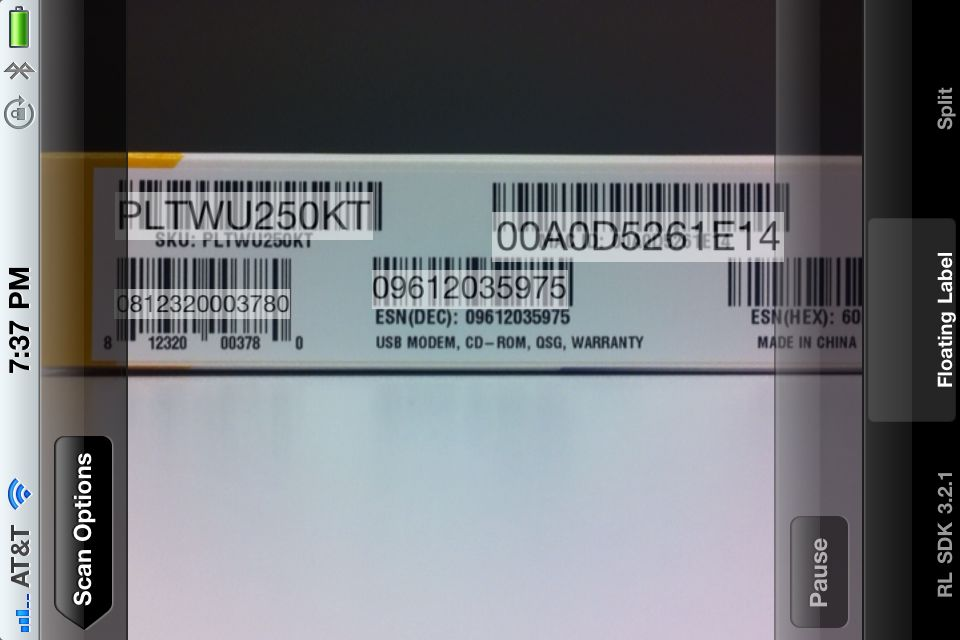 AT&T 7:37 PM
Scan Options
PLTWU250KT
SKU: PLTWU250KT
00A0D5261E14
0812320003780
8 12320 00378 0
09612035975
ESN(DEC): 09612035975
ESN(HEX): 60
USB MODEM, CD-ROM, QSG, WARRANTY
MADE IN CHINA
Pause
RL SDK 3.2.1
Floating Label
Split